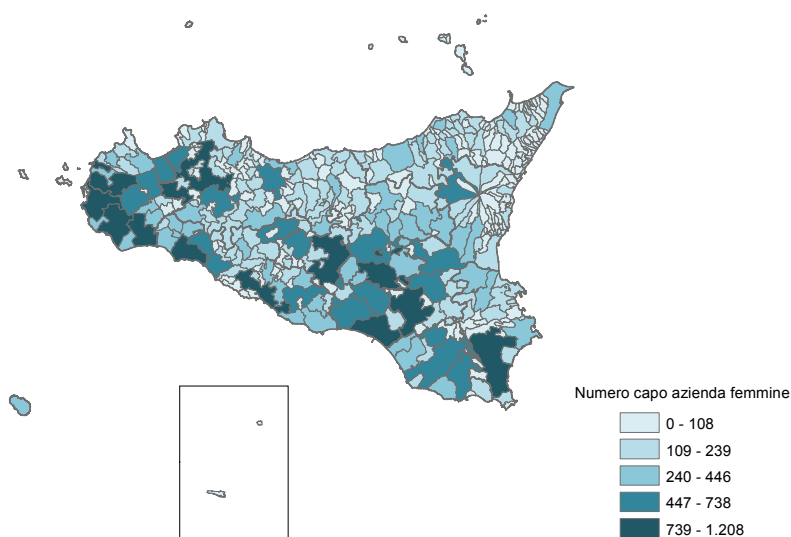 Numero capo azienda femmine
0 - 108
109 - 239
240 - 446
447 - 738
739 - 1.208